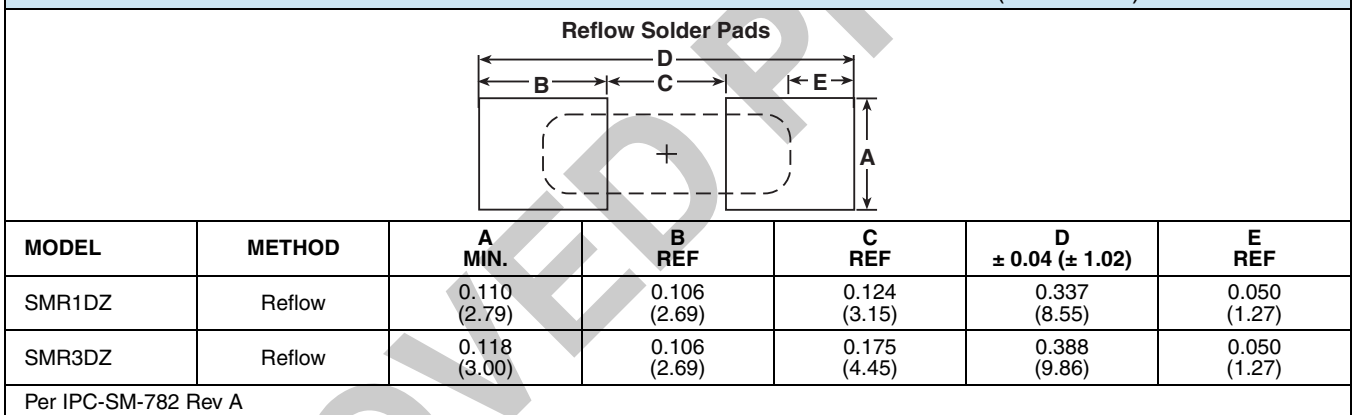 Reflow Solder Pads
D
B C E
A
MODEL METHOD A MIN. B REF C REF D ± 0.04 (± 1.02) E REF
SMR1DZ Reflow 0.110 (2.79) 0.106 (2.69) 0.124 (3.15) 0.337 (8.55) 0.050 (1.27)
SMR3DZ Reflow 0.118 (3.00) 0.106 (2.69) 0.175 (4.45) 0.388 (9.86) 0.050 (1.27)
Per IPC-SM-782 Rev A